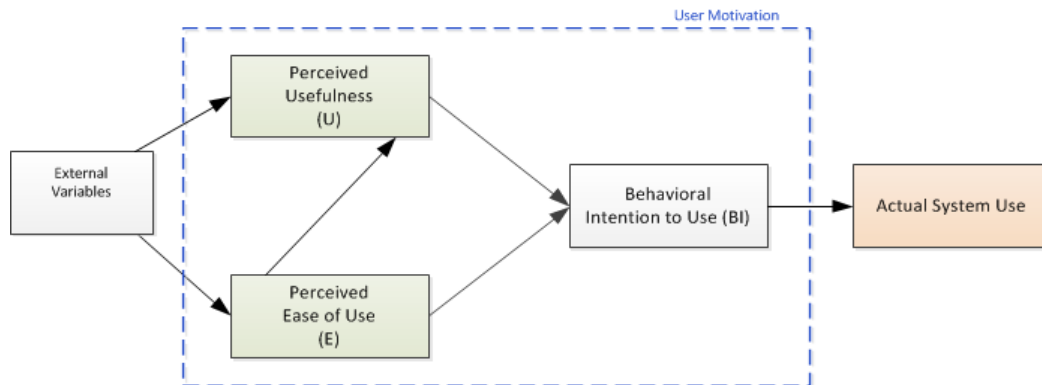 User Motivation
Perceived
Usefulness
(U)
External
Variables
Behavioral
Intention to Use (BI)
Actual System Use
Perceived
Ease of Use
(E)